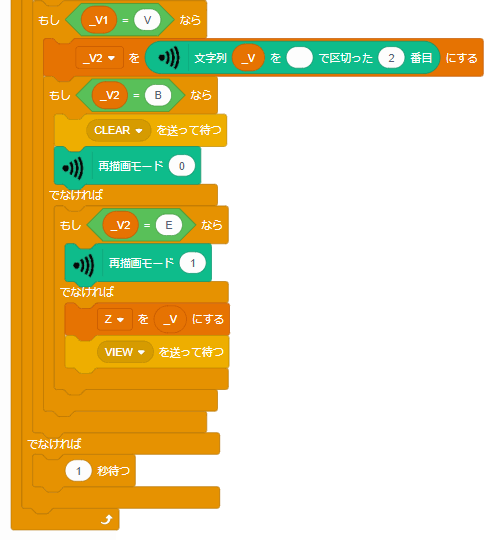 もし _V1 = V なら
_V2 を 文字列 _V を で区切った 2 番目 にする
もし _V2 = B なら
CLEAR を送って待つ
再描画モード 0
でなければ
もし _V2 = E なら
再描画モード 1
でなければ
Z を _V にする
VIEW を送って待つ
でなければ
1 秒待つ